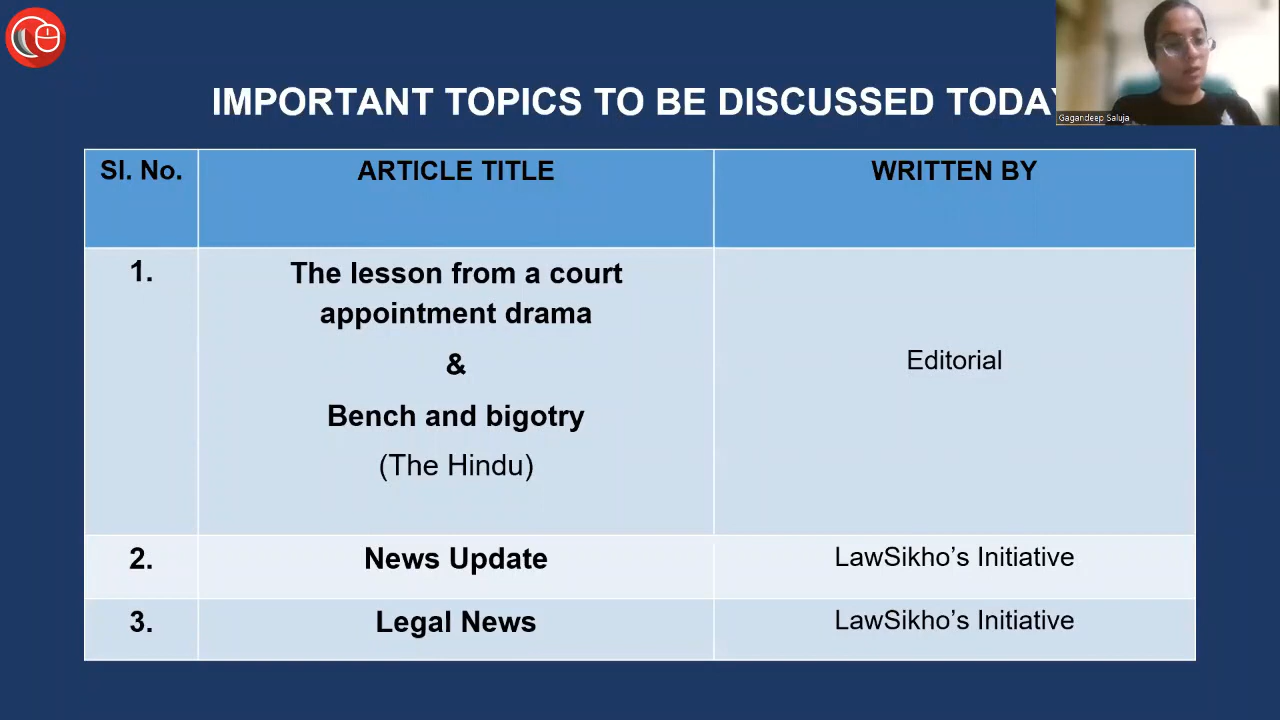 IMPORTANT TOPICS TO BE DISCUSSED TODAY
Gagandeep Saluja
Sl. No.
ARTICLE TITLE
WRITTEN BY
1.
The lesson from a court
appointment drama
&
Bench and bigotry
(The Hindu)
Editorial
2.
News Update
LawSikho’s Initiative
3.
Legal News
LawSikho’s Initiative